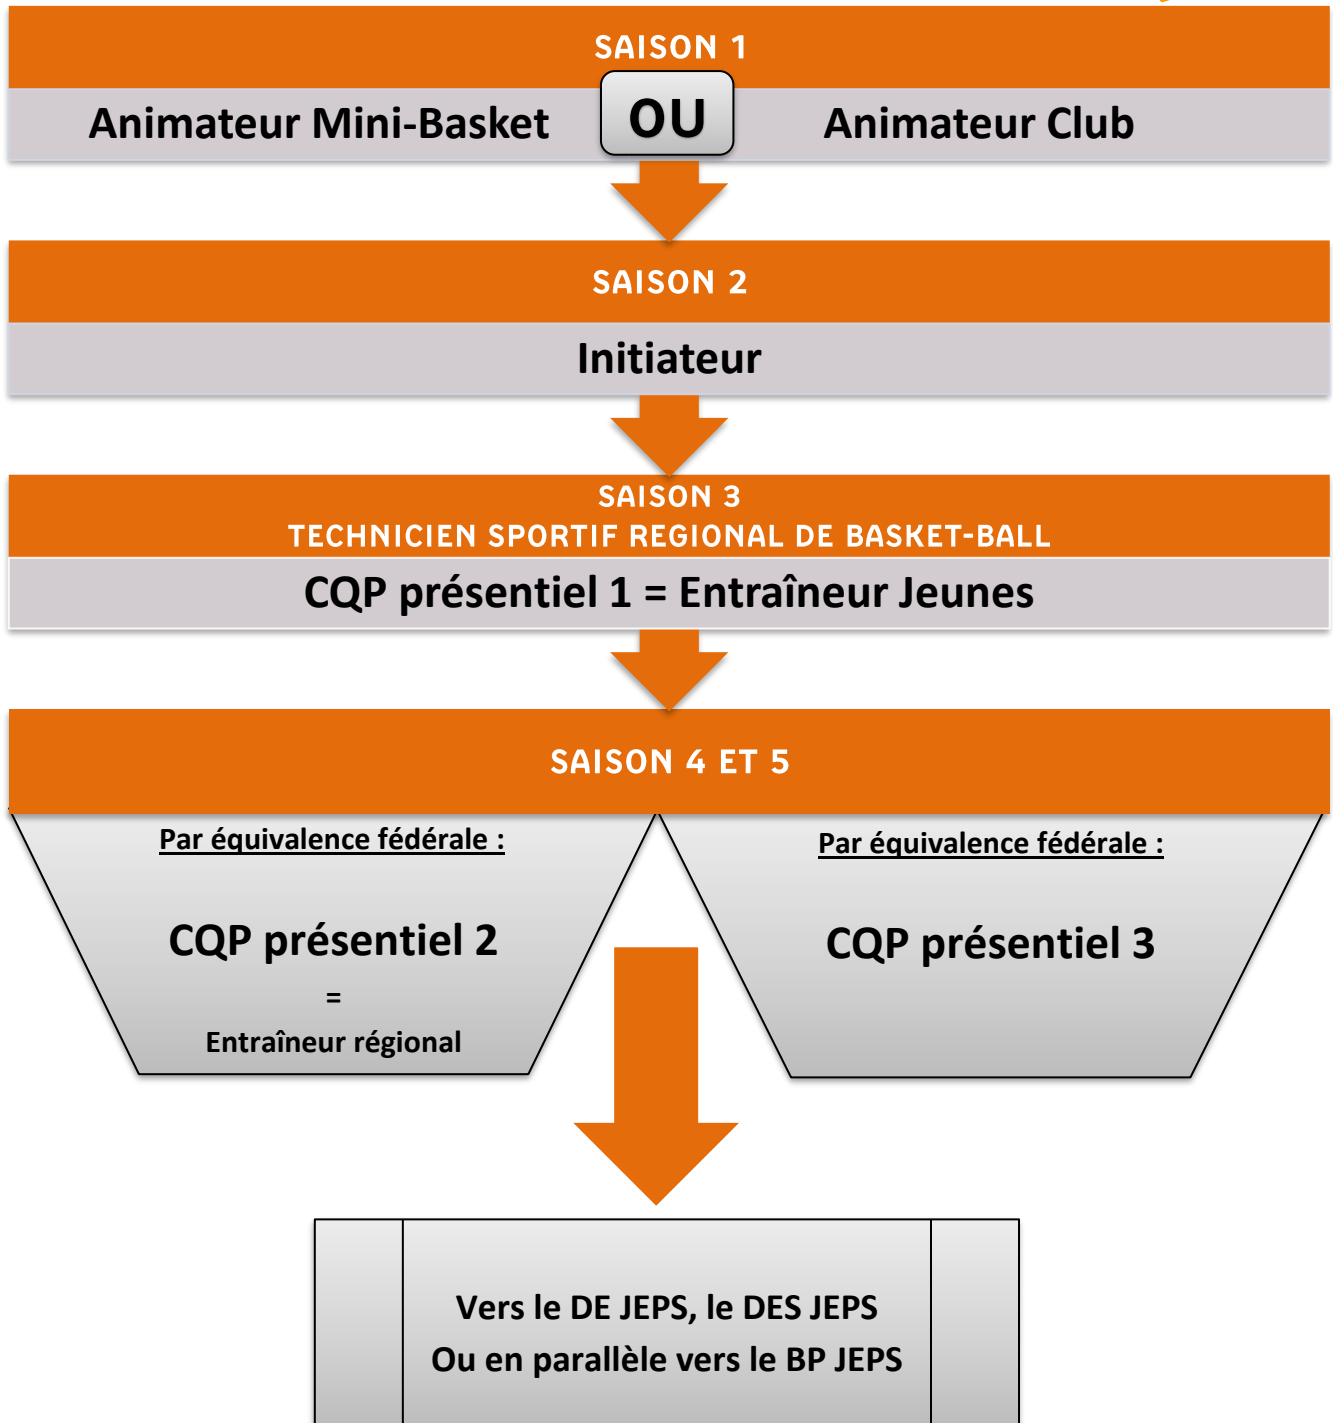 SAISON 1
Animateur Mini-Basket
OU
Animateur Club
SAISON 2
Initiateur
SAISON 3
TECHNICIEN SPORTIF REGIONAL DE BASKET-BALL
CQP présentiel 1 = Entraîneur Jeunes
SAISON 4 ET 5
Par équivalence fédérale :
CQP présentiel 2
=
Entraîneur régional
Par équivalence fédérale :
CQP présentiel 3
Vers le DE JEPS, le DES JEPS
Ou en parallèle vers le BP JEPS